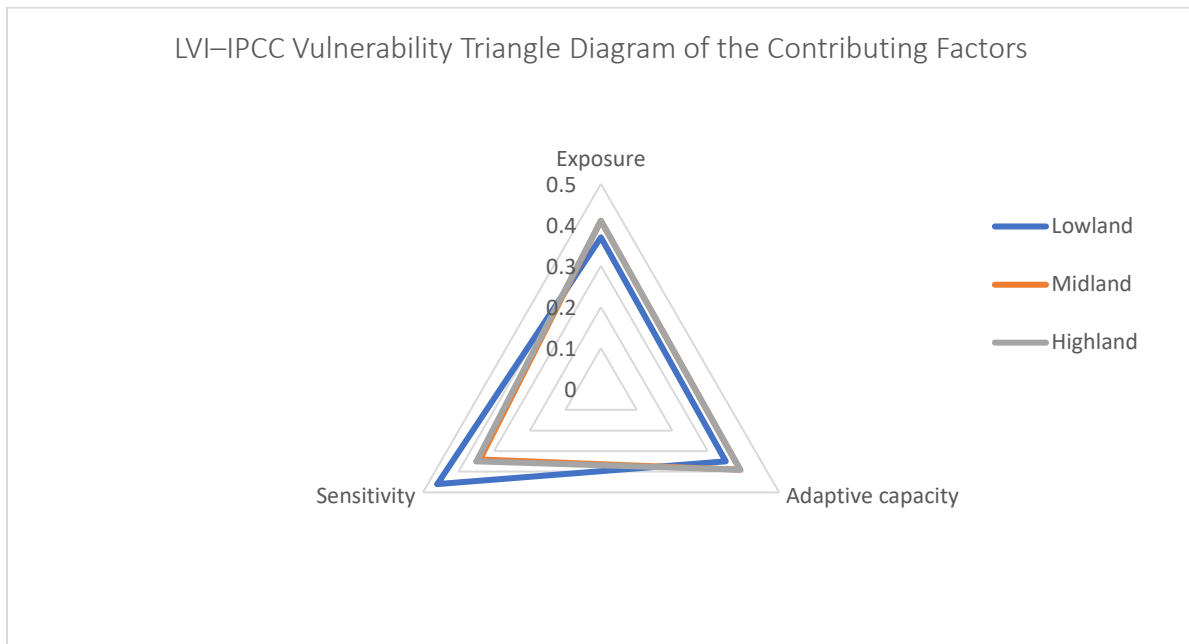 LVI–IPCC Vulnerability Triangle Diagram of the Contributing Factors
Exposure
0.5
0.4
0.3
0.2
0.1
0
Sensitivity
Adaptive capacity
Lowland
Midland
Highland